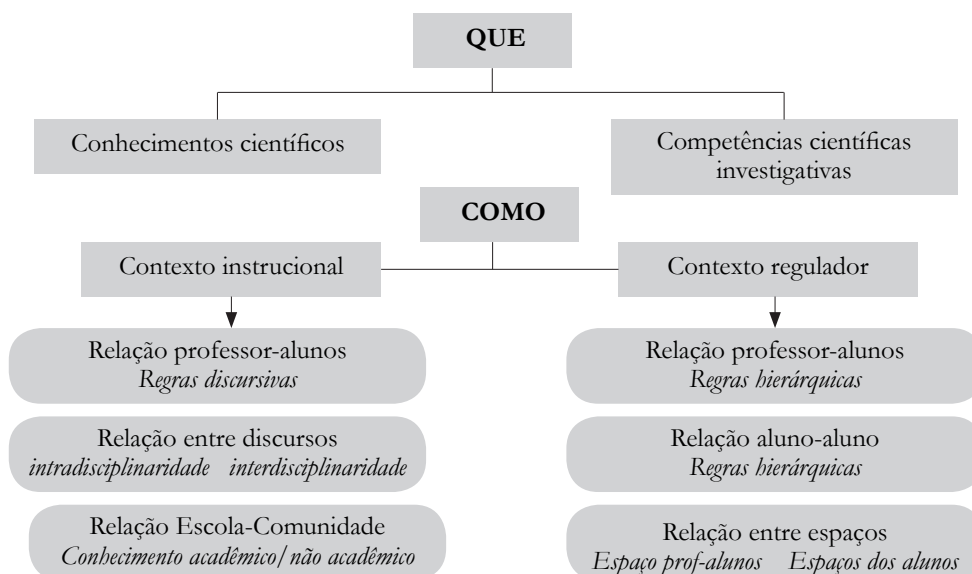 QUE
Conhecimentos científicos
Competências científicas
investigativas
COMO
Contexto instrucional
Contexto regulador
Relação professor-alunos
Regras discursivas
Relação professor-alunos
Regras hierárquicas
Relação entre discursos
intradisciplinaridade interdisciplinaridade
Relação aluno-aluno
Regras hierárquicas
Relação Escola-Comunidade
Conhecimento acadêmico/não acadêmico
Relação entre espaços
Espaço prof-alunos Espaços dos alunos